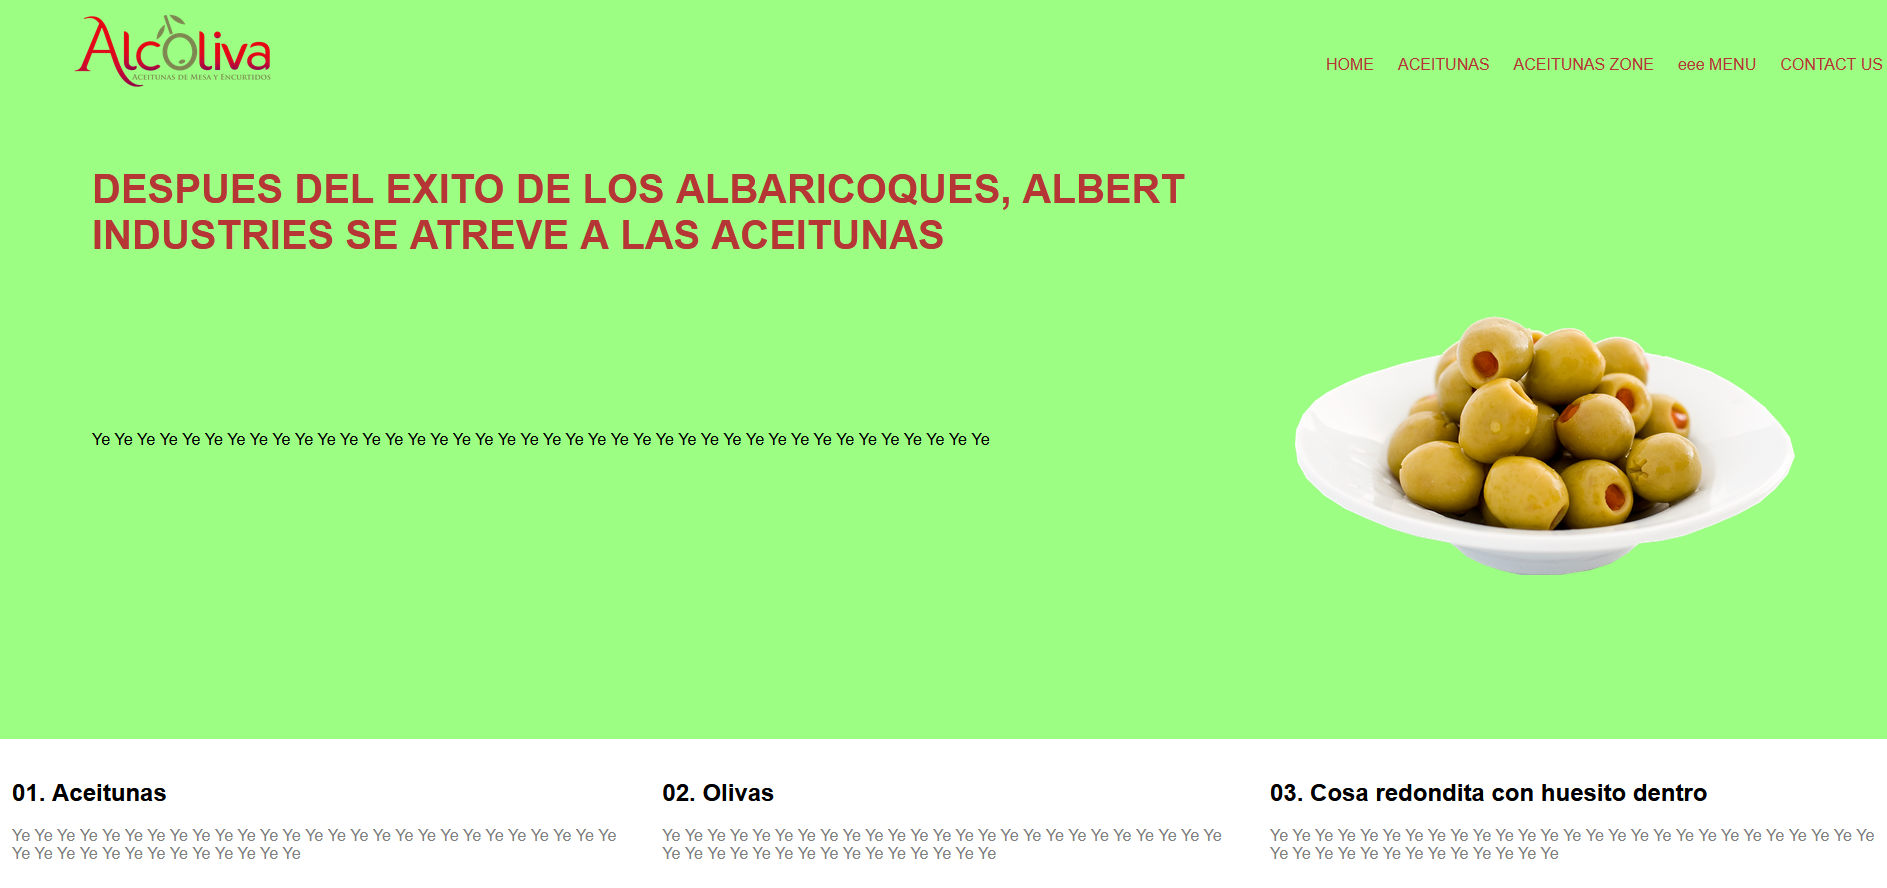 AlcOliva
Aceitunas de Mesa y Encurtidos
HOME ACEITUNAS ACEITUNAS ZONE eee MENU CONTACT US
DESPUES DEL EXITO DE LOS ALBARICOQUES, ALBERT
INDUSTRIES SE ATREVE A LAS ACEITUNAS
Ye Ye Ye Ye Ye Ye Ye Ye Ye Ye Ye Ye Ye Ye Ye Ye Ye Ye Ye Ye Ye Ye Ye Ye Ye Ye Ye Ye Ye Ye Ye Ye Ye Ye Ye Ye Ye Ye Ye Ye
01. Aceitunas
Ye Ye Ye Ye Ye Ye Ye Ye Ye Ye Ye Ye Ye Ye Ye Ye Ye Ye Ye Ye Ye Ye Ye Ye Ye Ye Ye
Ye Ye Ye Ye Ye Ye Ye Ye Ye Ye Ye Ye Ye
02. Olivas
Ye Ye Ye Ye Ye Ye Ye Ye Ye Ye Ye Ye Ye Ye Ye Ye Ye Ye Ye Ye Ye Ye Ye Ye Ye
Ye Ye Ye Ye Ye Ye Ye Ye Ye Ye Ye Ye Ye Ye Ye
03. Cosa redondita con huesito dentro
Ye Ye Ye Ye Ye Ye Ye Ye Ye Ye Ye Ye Ye Ye Ye Ye Ye Ye Ye Ye Ye Ye Ye Ye Ye Ye Ye
Ye Ye Ye Ye Ye Ye Ye Ye Ye Ye Ye Ye Ye